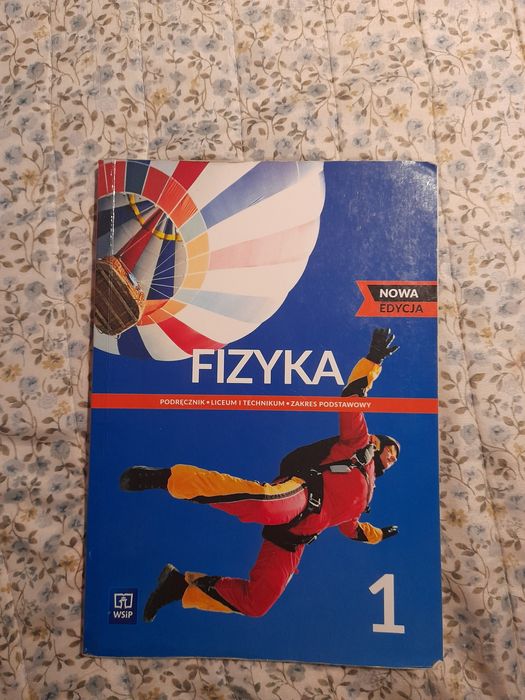 NOWA
EDYCJA
FIZYKA
PODRĘCZNIK • LICEUM I TECHNIKUM • ZAKRES PODSTAWOWY
1
WSiP